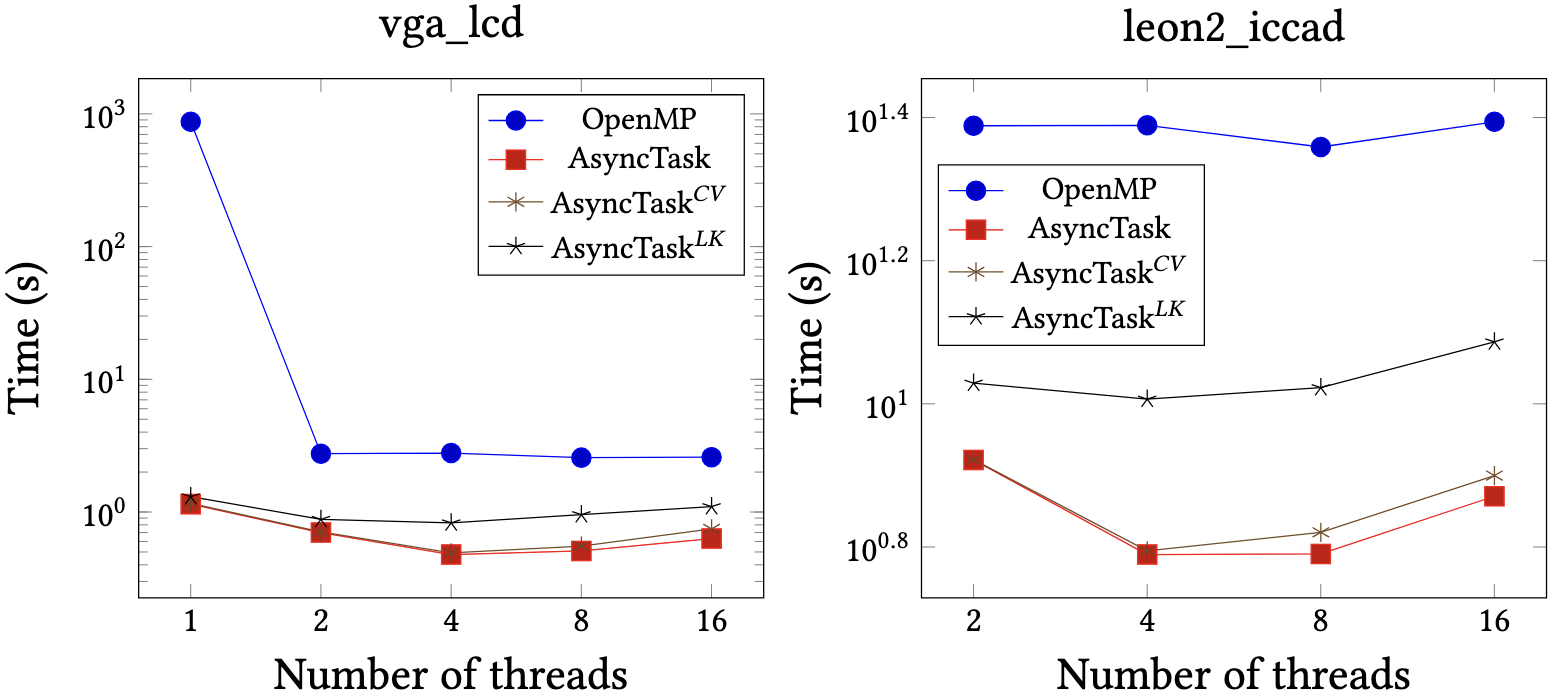 vga_lcd
Time (s)
10^3
10^2
10^1
10^0
OpenMP
AsyncTask
AsyncTask^CV
AsyncTask^LK
1 2 4 8 16
Number of threads
leon2_iccad
Time (s)
10^1.4
10^1.2
10^1
10^0.8
OpenMP
AsyncTask
AsyncTask^CV
AsyncTask^LK
2 4 8 16
Number of threads